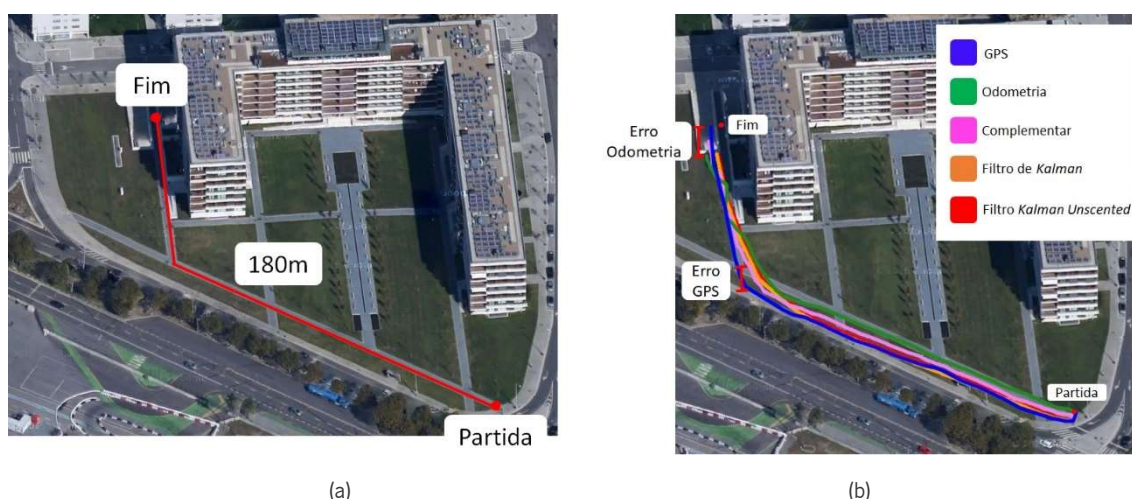 Fim
180m
Partida
(a)
GPS
Odometria
Complementar
Filtro de Kalman
Filtro Kalman Unscented
Erro
Odometria
Fim
Erro
GPS
Partida
(b)